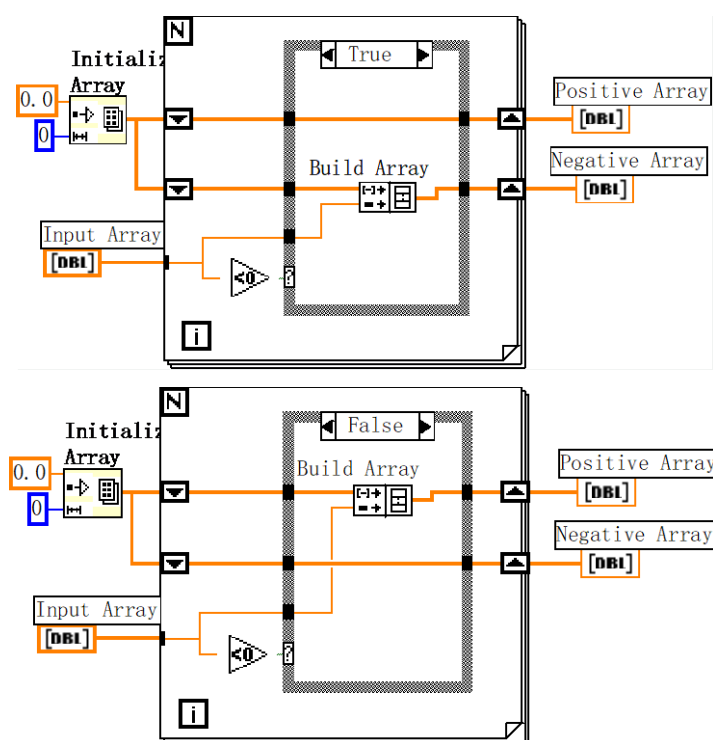 N
True
Initializ
Array
Positive Array
0.0
[DBL]
0
Negative Array
Build Array
[DBL]
Input Array
[DBL]
<0
?
i
N
False
Initializ
Array
Build Array
Positive Array
0.0
[DBL]
0
Negative Array
[DBL]
Input Array
[DBL]
<0
?
i